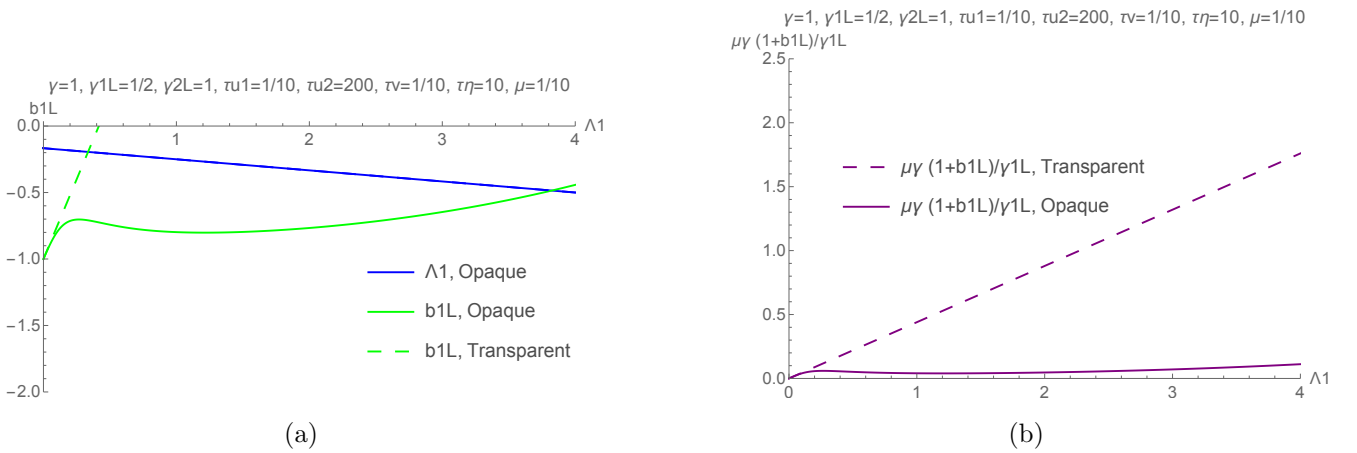 γ=1, γ1L=1/2, γ2L=1, τu1=1/10, τu2=200, τv=1/10, τη=10, μ=1/10
b1L
0.0
1
2
3
4
Λ1
−0.5
−1.0
−1.5
−2.0
Λ1, Opaque
b1L, Opaque
b1L, Transparent
(a)
γ=1, γ1L=1/2, γ2L=1, τu1=1/10, τu2=200, τv=1/10, τη=10, μ=1/10
μγ (1+b1L)/γ1L
2.5
2.0
1.5
1.0
0.5
0.0
0
1
2
3
4
Λ1
μγ (1+b1L)/γ1L, Transparent
μγ (1+b1L)/γ1L, Opaque
(b)